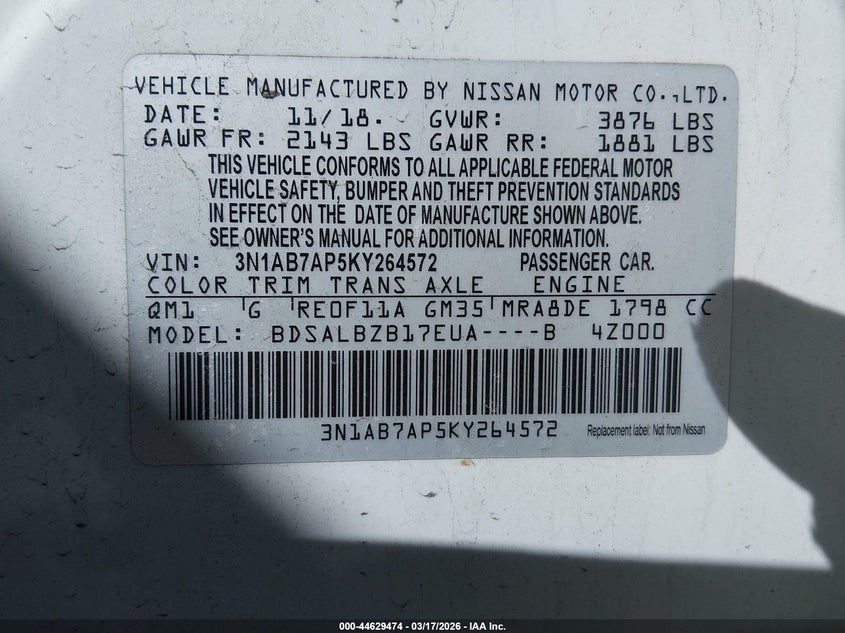 VEHICLE MANUFACTURED BY NISSAN MOTOR CO.,LTD.
DATE: 11/18. GVWR: 3876 LBS
GAWR FR: 2143 LBS GAWR RR: 1881 LBS
THIS VEHICLE CONFORMS TO ALL APPLICABLE FEDERAL MOTOR
VEHICLE SAFETY, BUMPER AND THEFT PREVENTION STANDARDS
IN EFFECT ON THE DATE OF MANUFACTURE SHOWN ABOVE.
SEE OWNER'S MANUAL FOR ADDITIONAL INFORMATION.
VIN: 3N1AB7AP5KY264572 PASSENGER CAR.
COLOR TRIM TRANS AXLE ENGINE
QM1 G RE0F11A GM35 MRA8DE 1798 CC
MODEL: BDSALBZB17EUA----B 4Z000
3N1AB7AP5KY264572 Replacement label: Not from Nissan
000-44629474 | 03/17/2026 - IAA Inc.